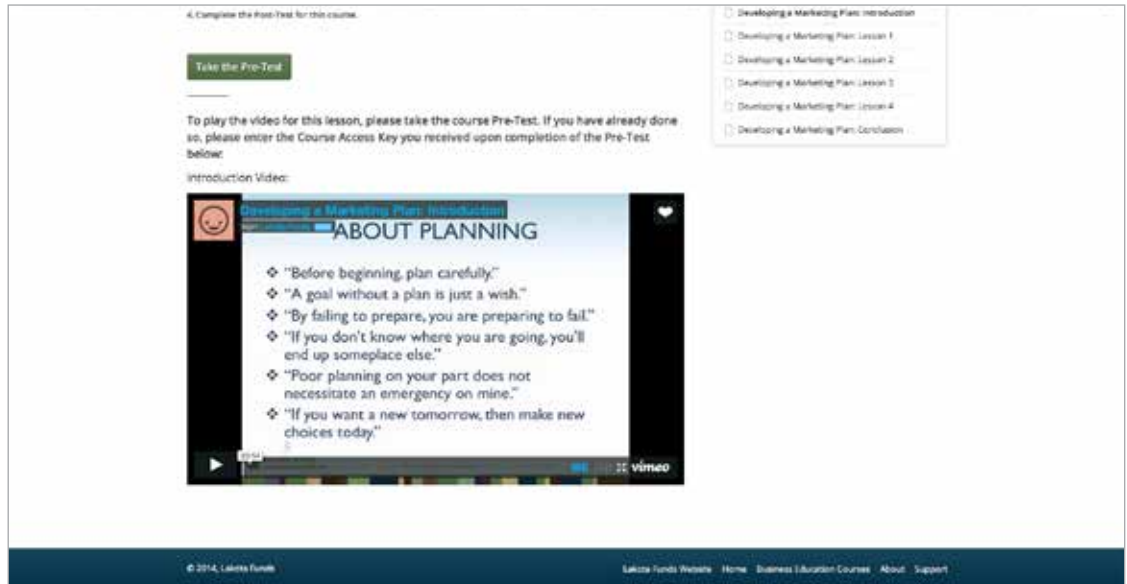 4. Complete the Post-Test for this course.
Take the Pre-Test
To play the video for this lesson, please take the course Pre-Test. If you have already done
so, please enter the Course Access Key you received upon completion of the Pre-Test
below:
Introduction Video:
Developing a Marketing Plan: Introduction
ABOUT PLANNING
❖ “Before beginning, plan carefully.”
❖ “A goal without a plan is just a wish.”
❖ “By failing to prepare, you are preparing to fail.”
❖ “If you don’t know where you are going, you’ll
end up someplace else.”
❖ “Poor planning on your part does not
necessitate an emergency on mine.”
❖ “If you want a new tomorrow, then make new
choices today.”
vimeo
Developing a Marketing Plan: Introduction
Developing a Marketing Plan: Lesson 1
Developing a Marketing Plan: Lesson 2
Developing a Marketing Plan: Lesson 3
Developing a Marketing Plan: Lesson 4
Developing a Marketing Plan: Conclusion
© 2014, Lakota Funds
Lakota Funds Website Home Business Education Courses About Support